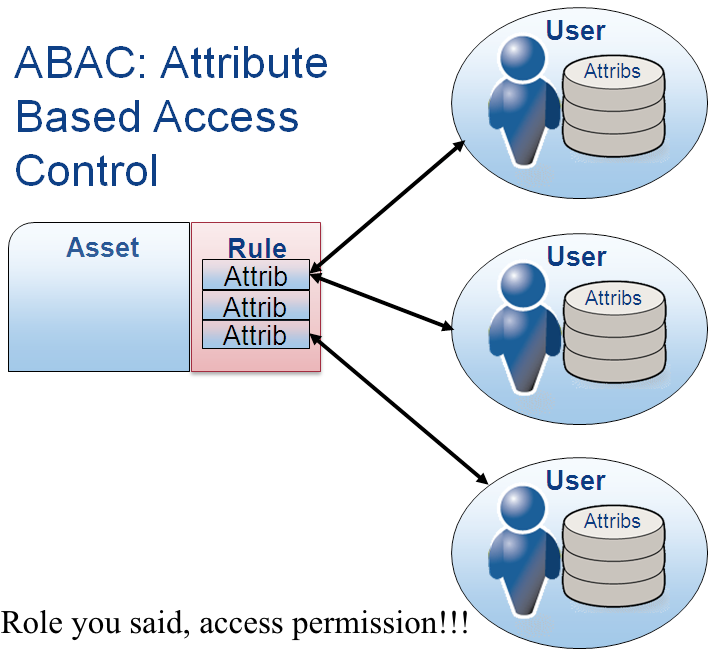 ABAC: Attribute
Based Access
Control
User
Attribs
Asset
Rule
Attrib
Attrib
Attrib
User
Attribs
User
Attribs
Role you said, access permission!!!